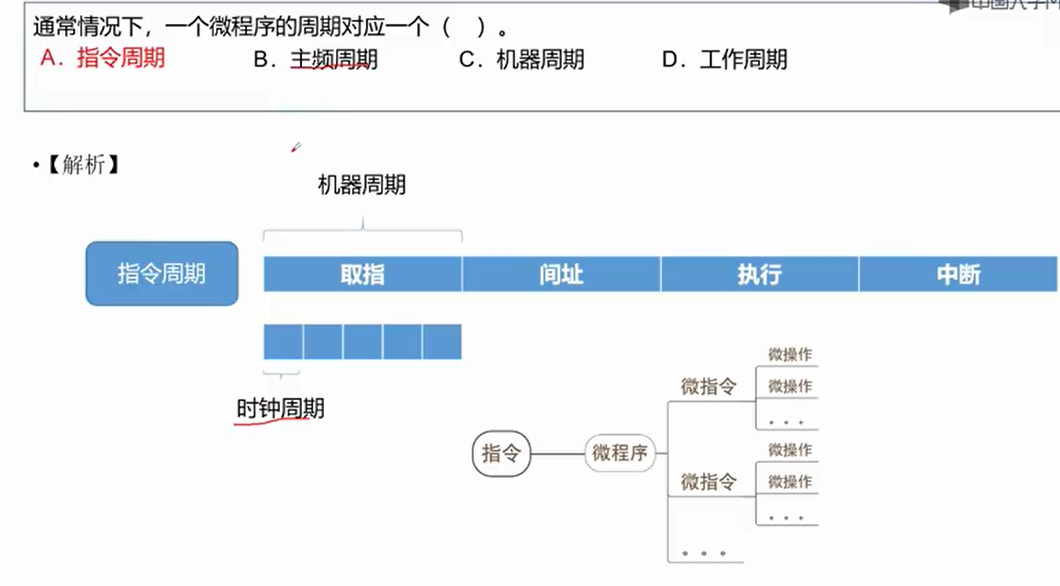 中国大学
通常情况下，一个微程序的周期对应一个（ ）。
A．指令周期 B．主频周期 C．机器周期 D．工作周期
•【解析】
机器周期
指令周期 取指 间址 执行 中断
时钟周期
微操作
微指令 微操作
• • •
指令 微程序
微操作
微指令 微操作
• • •
• • •